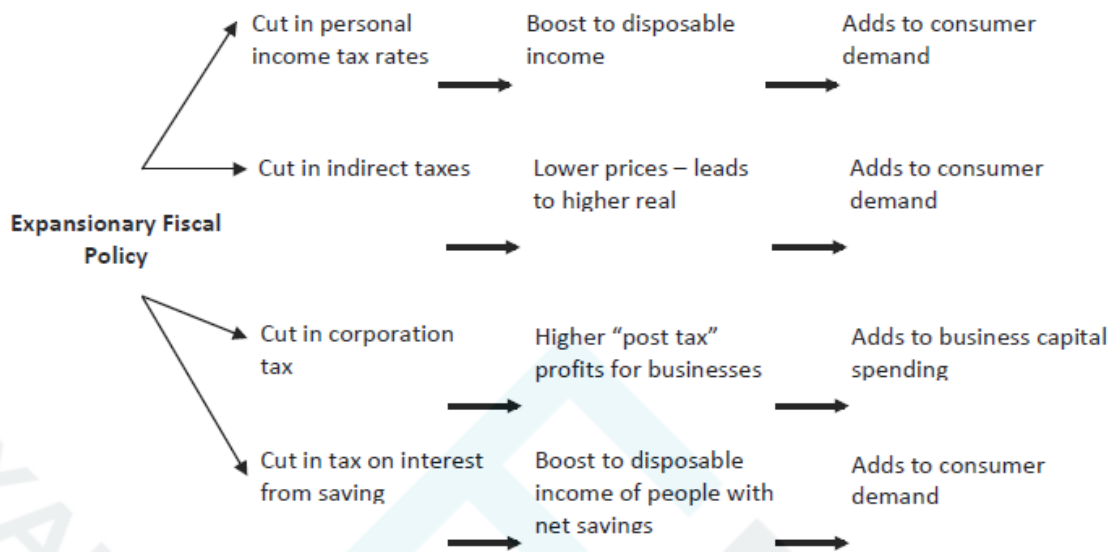 Cut in personal
income tax rates
Boost to disposable
income
Adds to consumer
demand
Cut in indirect taxes
Lower prices – leads
to higher real
Adds to consumer
demand
Expansionary Fiscal
Policy
Cut in corporation
tax
Higher “post tax”
profits for businesses
Adds to business capital
spending
Cut in tax on interest
from saving
Boost to disposable
income of people with
net savings
Adds to consumer
demand